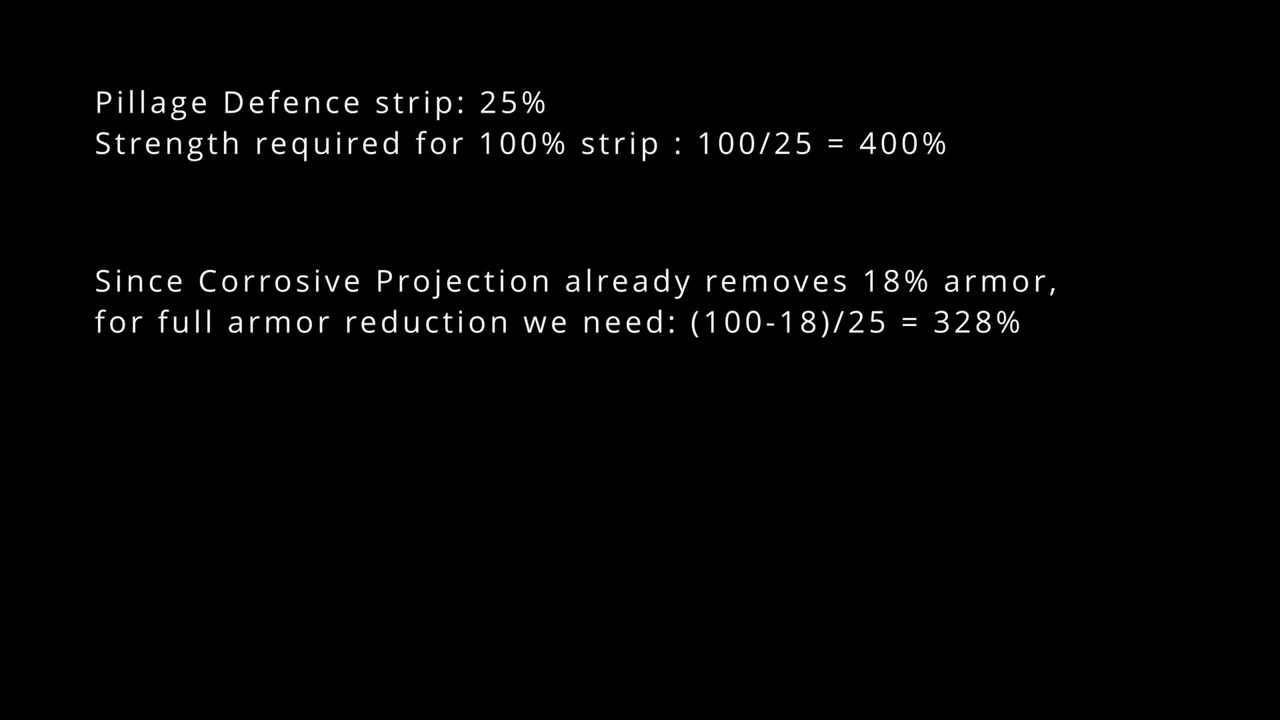 Pillage Defence strip: 25%
Strength required for 100% strip : 100/25 = 400%
Since Corrosive Projection already removes 18% armor,
for full armor reduction we need: (100-18)/25 = 328%